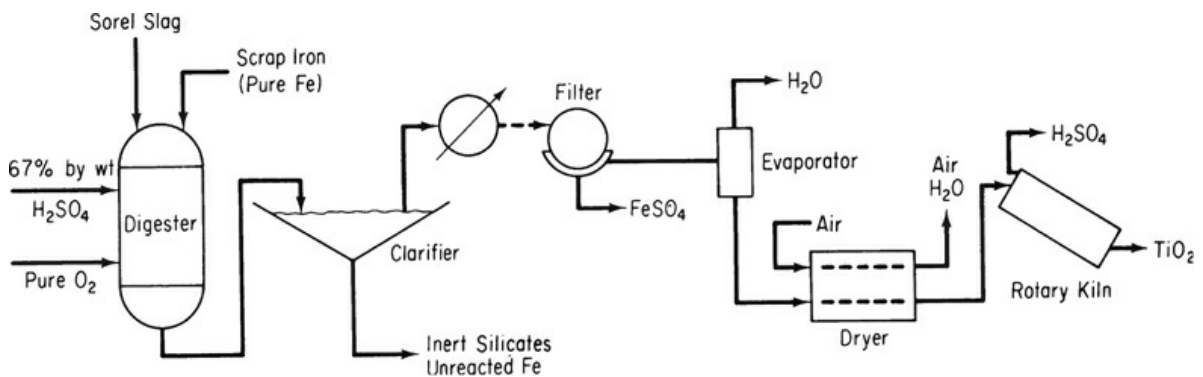 Sorel Slag
Scrap Iron
(Pure Fe)
67% by wt
H₂SO₄
Pure O₂
Digester
Clarifier
Inert Silicates
Unreacted Fe
Filter
FeSO₄
H₂O
Evaporator
Air
Air
H₂O
Dryer
H₂SO₄
TiO₂
Rotary Kiln